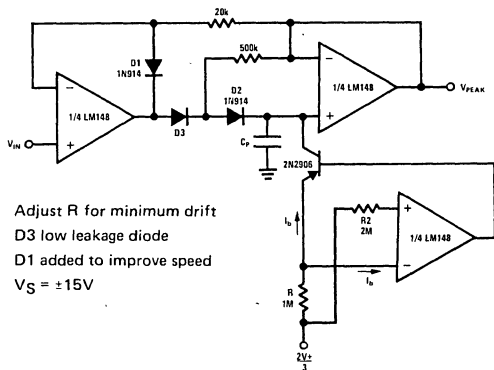 20k
500k
D1
1N914
D2
1N914
1/4 LM148
1/4 LM148
VPEAK
VIN
D3
CP
2N2906
Ib
R2
2M
1/4 LM148
Ib
R
1M
2V+
3
Adjust R for minimum drift
D3 low leakage diode
D1 added to improve speed
VS = ±15V